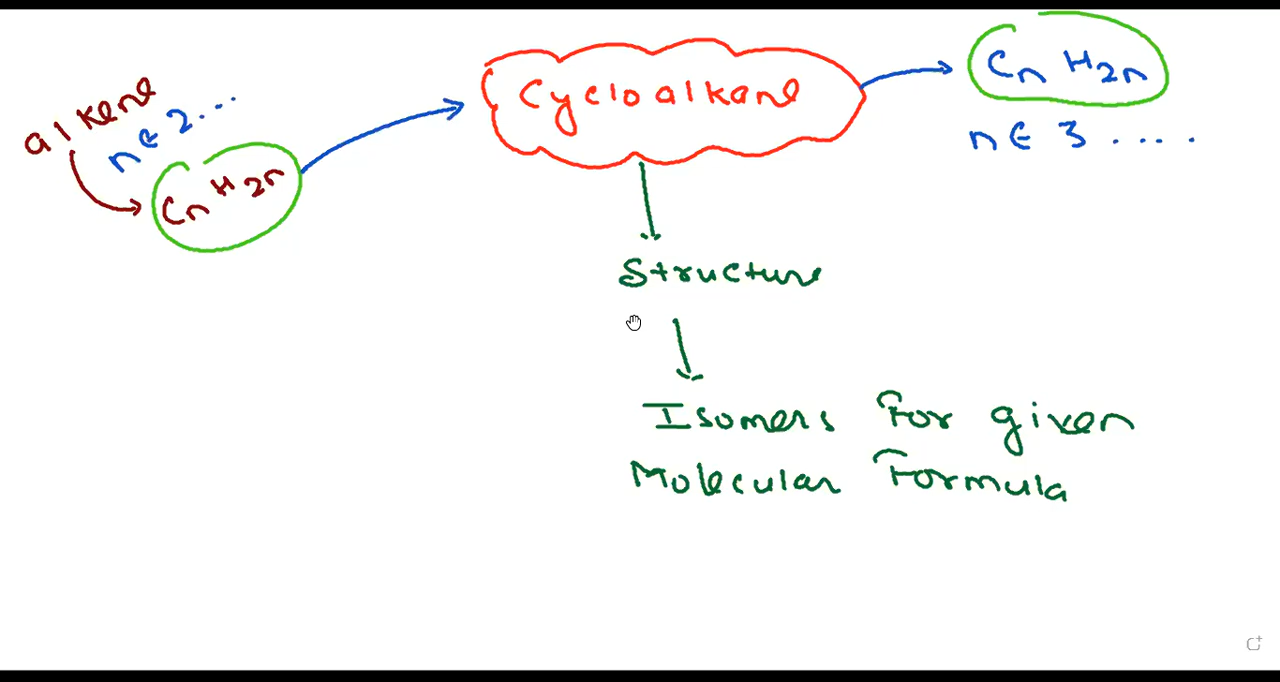 Cycloalkane
CnH2n
n ∈ 3 ....
alkene
n ∈ 2 ...
CnH2n
Structure
Isomers for given
Molecular Formula